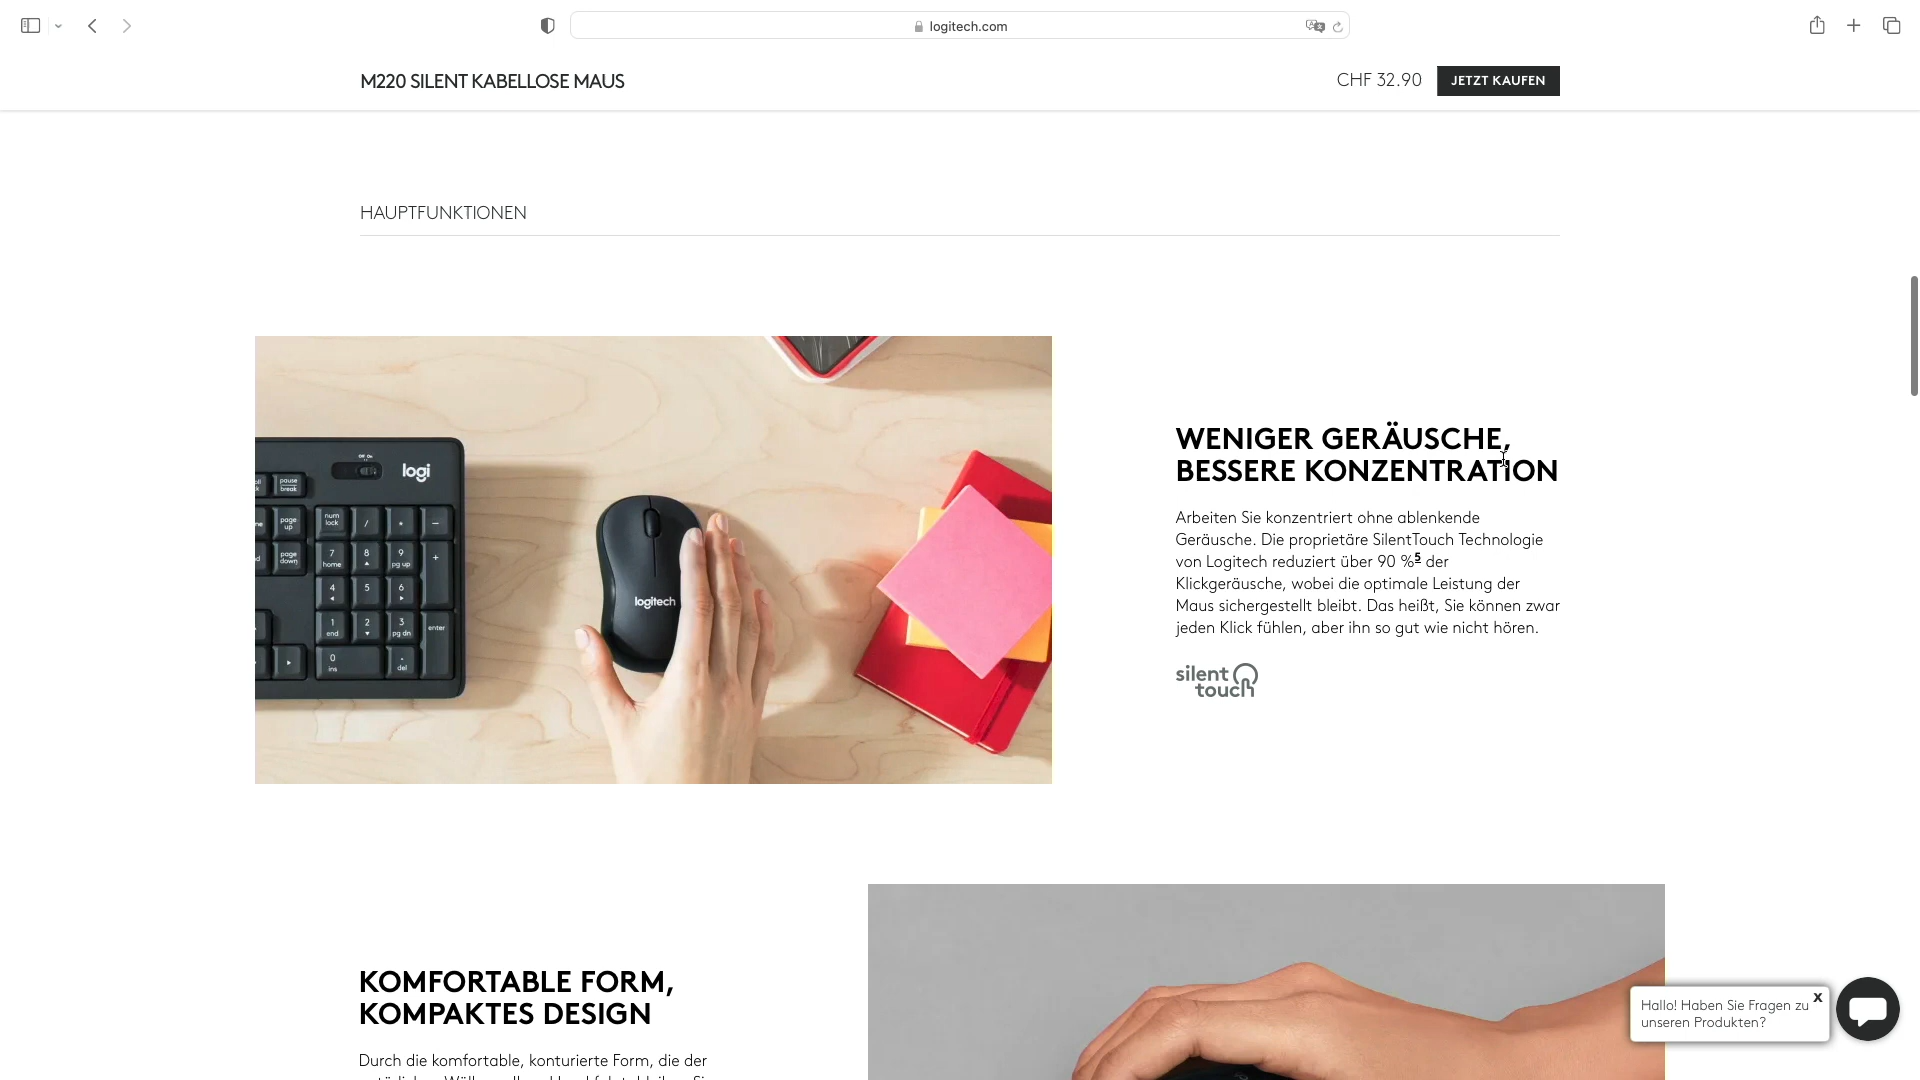 logitech.com
M220 SILENT KABELLOSE MAUS
CHF 32.90
JETZT KAUFEN
HAUPTFUNKTIONEN
WENIGER GERÄUSCHE,
BESSERE KONZENTRATION
Arbeiten Sie konzentriert ohne ablenkende
Geräusche. Die proprietäre SilentTouch Technologie
von Logitech reduziert über 90 %5 der
Klickgeräusche, wobei die optimale Leistung der
Maus sichergestellt bleibt. Das heißt, Sie können zwar
jeden Klick fühlen, aber ihn so gut wie nicht hören.
silent
touch
Off On
logi
pause
break
page
up
num
lock
/
*
–
page
down
7
home
8
9
pg up
+
4
5
6
1
end
2
3
pg dn
enter
0
ins
.
del
logitech
KOMFORTABLE FORM,
KOMPAKTES DESIGN
Durch die komfortable, konturierte Form, die der
Hallo! Haben Sie Fragen zu
unseren Produkten?
X